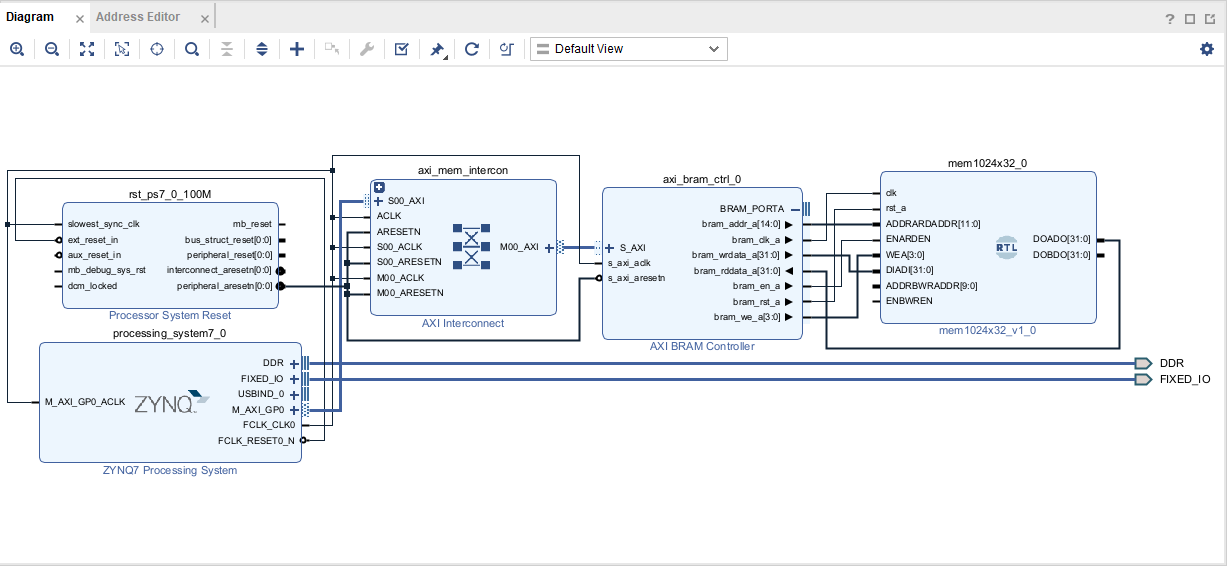 Diagram
Address Editor
Default View
rst_ps7_0_100M
slowest_sync_clk
ext_reset_in
aux_reset_in
mb_debug_sys_rst
dcm_locked
mb_reset
bus_struct_reset[0:0]
peripheral_reset[0:0]
interconnect_aresetn[0:0]
peripheral_aresetn[0:0]
Processor System Reset
axi_mem_intercon
S00_AXI
ACLK
ARESETN
S00_ACLK
S00_ARESETN
M00_ACLK
M00_ARESETN
M00_AXI
AXI Interconnect
axi_bram_ctrl_0
S_AXI
s_axi_aclk
s_axi_aresetn
BRAM_PORTA
bram_addr_a[14:0]
bram_clk_a
bram_wrdata_a[31:0]
bram_rddata_a[31:0]
bram_en_a
bram_rst_a
bram_we_a[3:0]
AXI BRAM Controller
mem1024x32_0
clk
rst_a
ADDRARDADDR[11:0]
ENARDEN
WEA[3:0]
DIADI[31:0]
ADDRBWRADDR[9:0]
ENBWREN
RTL
DOADO[31:0]
DOBDO[31:0]
mem1024x32_v1_0
processing_system7_0
M_AXI_GP0_ACLK
ZYNQ
DDR
FIXED_IO
USBIND_0
M_AXI_GP0
FCLK_CLK0
FCLK_RESET0_N
ZYNQ7 Processing System
DDR
FIXED_IO